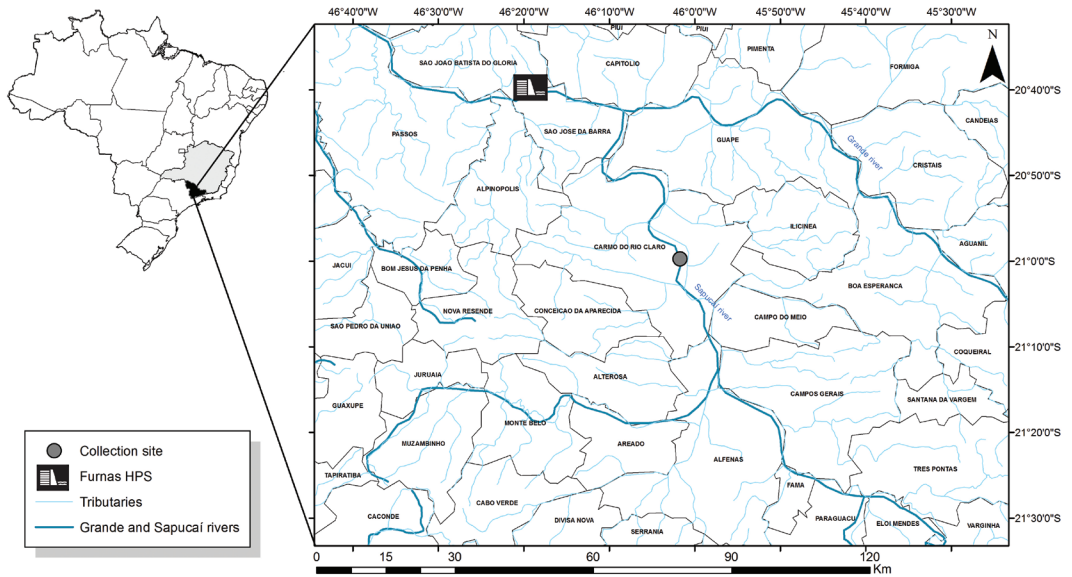 46°40'0"W 46°30'0"W 46°20'0"W 46°10'0"W 46°0'0"W 45°50'0"W 45°40'0"W 45°30'0"W
PIUI
PIUI
PIMENTA
N
SAO JOAO BATISTA DO GLORIA
CAPITOLIO
FORMIGA
20°40'0"S
CANDEIAS
PASSOS
SAO JOSE DA BARRA
GUAPE
Grande river
CRISTAIS
20°50'0"S
ALPINOPOLIS
ILICINEA
CARMO DO RIO CLARO
AGUANIL
21°0'0"S
JACUI
BOM JESUS DA PENHA
BOA ESPERANCA
Sapucaí river
NOVA RESENDE
CONCEICAO DA APARECIDA
CAMPO DO MEIO
SAO PEDRO DA UNIAO
21°10'0"S
COQUEIRAL
JURUAIA
ALTEROSA
CAMPOS GERAIS
SANTANA DA VARGEM
GUAXUPE
21°20'0"S
MONTE BELO
MUZAMBINHO
AREADO
ALFENAS
TRES PONTAS
TAPIRATIBA
FAMA
CABO VERDE
CACONDE
DIVISA NOVA
SERRANIA
PARAGUACU
ELOI MENDES
VARGINHA
21°30'0"S
Collection site
Furnas HPS
Tributaries
Grande and Sapucaí rivers
0 15 30 60 90 120
Km